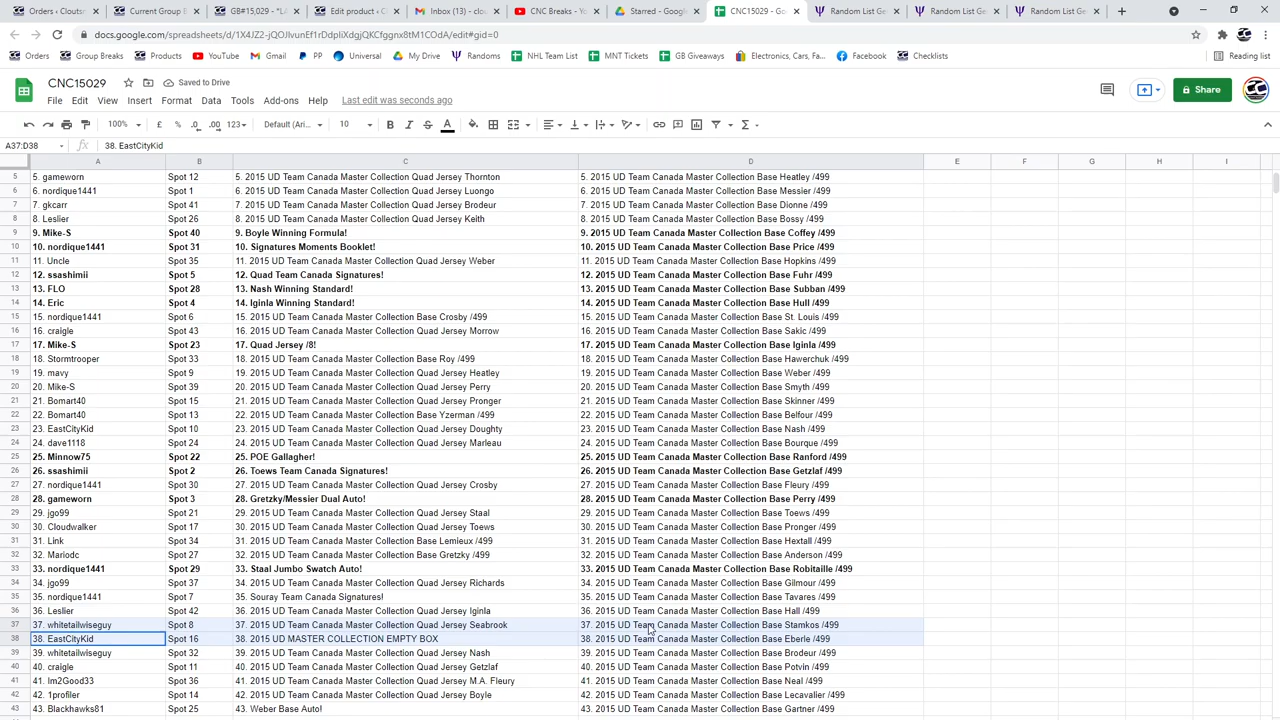 Orders ‹ Cloutsn
Current Group B
GB#15,029 - *LA
Edit product ‹ Cl
Inbox (13) - clou
CNC Breaks - Yo
Starred - Google
CNC15029 - Go
Random List Ge
Random List Ge
Random List Ge
docs.google.com/spreadsheets/d/1X4JZ2-jQOJIvunEf1rDdpIiXdgjQKCfggnx8tM1COdA/edit#gid=0
Orders Group Breaks Products YouTube Gmail PP Universal My Drive Randoms NHL Team List MNT Tickets GB Giveaways Electronics, Cars, Fa... Facebook Checklists Reading list
CNC15029 Saved to Drive
File Edit View Insert Format Data Tools Add-ons Help Last edit was seconds ago
Share
100% £ % .0 .00 123 Default (Ari... 10 B I S A
A37:D38 fx 38. EastCityKid
A B C D E F G H I
5 5. gameworn Spot 12 5. 2015 UD Team Canada Master Collection Quad Jersey Thornton 5. 2015 UD Team Canada Master Collection Base Heatley /499
6 6. nordique1441 Spot 1 6. 2015 UD Team Canada Master Collection Quad Jersey Luongo 6. 2015 UD Team Canada Master Collection Base Messier /499
7 7. gkcarr Spot 41 7. 2015 UD Team Canada Master Collection Quad Jersey Brodeur 7. 2015 UD Team Canada Master Collection Base Dionne /499
8 8. Leslier Spot 26 8. 2015 UD Team Canada Master Collection Quad Jersey Keith 8. 2015 UD Team Canada Master Collection Base Bossy /499
9 9. Mike-S Spot 40 9. Boyle Winning Formula! 9. 2015 UD Team Canada Master Collection Base Coffey /499
10 10. nordique1441 Spot 31 10. Signatures Moments Booklet! 10. 2015 UD Team Canada Master Collection Base Price /499
11 11. Uncle Spot 35 11. 2015 UD Team Canada Master Collection Quad Jersey Weber 11. 2015 UD Team Canada Master Collection Base Hopkins /499
12 12. ssashimii Spot 5 12. Quad Team Canada Signatures! 12. 2015 UD Team Canada Master Collection Base Fuhr /499
13 13. FLO Spot 28 13. Nash Winning Standard! 13. 2015 UD Team Canada Master Collection Base Subban /499
14 14. Eric Spot 4 14. Iginla Winning Standard! 14. 2015 UD Team Canada Master Collection Base Hull /499
15 15. nordique1441 Spot 6 15. 2015 UD Team Canada Master Collection Base Crosby /499 15. 2015 UD Team Canada Master Collection Base St. Louis /499
16 16. craigle Spot 43 16. 2015 UD Team Canada Master Collection Quad Jersey Morrow 16. 2015 UD Team Canada Master Collection Base Sakic /499
17 17. Mike-S Spot 23 17. Quad Jersey /8! 17. 2015 UD Team Canada Master Collection Base Iginla /499
18 18. Stormtrooper Spot 33 18. 2015 UD Team Canada Master Collection Base Roy /499 18. 2015 UD Team Canada Master Collection Base Hawerchuk /499
19 19. mavy Spot 9 19. 2015 UD Team Canada Master Collection Quad Jersey Heatley 19. 2015 UD Team Canada Master Collection Base Weber /499
20 20. Mike-S Spot 39 20. 2015 UD Team Canada Master Collection Quad Jersey Perry 20. 2015 UD Team Canada Master Collection Base Smyth /499
21 21. Bomart40 Spot 15 21. 2015 UD Team Canada Master Collection Quad Jersey Pronger 21. 2015 UD Team Canada Master Collection Base Skinner /499
22 22. Bomart40 Spot 13 22. 2015 UD Team Canada Master Collection Base Yzerman /499 22. 2015 UD Team Canada Master Collection Base Belfour /499
23 23. EastCityKid Spot 10 23. 2015 UD Team Canada Master Collection Quad Jersey Doughty 23. 2015 UD Team Canada Master Collection Base Nash /499
24 24. dave1118 Spot 24 24. 2015 UD Team Canada Master Collection Quad Jersey Marleau 24. 2015 UD Team Canada Master Collection Base Bourque /499
25 25. Minnow75 Spot 22 25. POE Gallagher! 25. 2015 UD Team Canada Master Collection Base Ranford /499
26 26. ssashimii Spot 2 26. Toews Team Canada Signatures! 26. 2015 UD Team Canada Master Collection Base Getzlaf /499
27 27. nordique1441 Spot 30 27. 2015 UD Team Canada Master Collection Quad Jersey Crosby 27. 2015 UD Team Canada Master Collection Base Fleury /499
28 28. gameworn Spot 3 28. Gretzky/Messier Dual Auto! 28. 2015 UD Team Canada Master Collection Base Perry /499
29 29. jgo99 Spot 21 29. 2015 UD Team Canada Master Collection Quad Jersey Staal 29. 2015 UD Team Canada Master Collection Base Toews /499
30 30. Cloudwalker Spot 17 30. 2015 UD Team Canada Master Collection Quad Jersey Toews 30. 2015 UD Team Canada Master Collection Base Pronger /499
31 31. Link Spot 34 31. 2015 UD Team Canada Master Collection Base Lemieux /499 31. 2015 UD Team Canada Master Collection Base Hextall /499
32 32. Mariodc Spot 27 32. 2015 UD Team Canada Master Collection Base Gretzky /499 32. 2015 UD Team Canada Master Collection Base Anderson /499
33 33. nordique1441 Spot 29 33. Staal Jumbo Swatch Auto! 33. 2015 UD Team Canada Master Collection Base Robitaille /499
34 34. jgo99 Spot 37 34. 2015 UD Team Canada Master Collection Quad Jersey Richards 34. 2015 UD Team Canada Master Collection Base Gilmour /499
35 35. nordique1441 Spot 7 35. Souray Team Canada Signatures! 35. 2015 UD Team Canada Master Collection Base Tavares /499
36 36. Leslier Spot 42 36. 2015 UD Team Canada Master Collection Quad Jersey Iginla 36. 2015 UD Team Canada Master Collection Base Hall /499
37 37. whitetailwiseguy Spot 8 37. 2015 UD Team Canada Master Collection Quad Jersey Seabrook 37. 2015 UD Team Canada Master Collection Base Stamkos /499
38 38. EastCityKid Spot 16 38. 2015 UD MASTER COLLECTION EMPTY BOX 38. 2015 UD Team Canada Master Collection Base Eberle /499
39 39. whitetailwiseguy Spot 32 39. 2015 UD Team Canada Master Collection Quad Jersey Nash 39. 2015 UD Team Canada Master Collection Base Brodeur /499
40 40. craigle Spot 11 40. 2015 UD Team Canada Master Collection Quad Jersey Getzlaf 40. 2015 UD Team Canada Master Collection Base Potvin /499
41 41. Im2Good33 Spot 36 41. 2015 UD Team Canada Master Collection Quad Jersey M.A. Fleury 41. 2015 UD Team Canada Master Collection Base Neal /499
42 42. 1profiler Spot 14 42. 2015 UD Team Canada Master Collection Quad Jersey Boyle 42. 2015 UD Team Canada Master Collection Base Lecavalier /499
43 43. Blackhawks81 Spot 25 43. Weber Base Auto! 43. 2015 UD Team Canada Master Collection Base Gartner /499